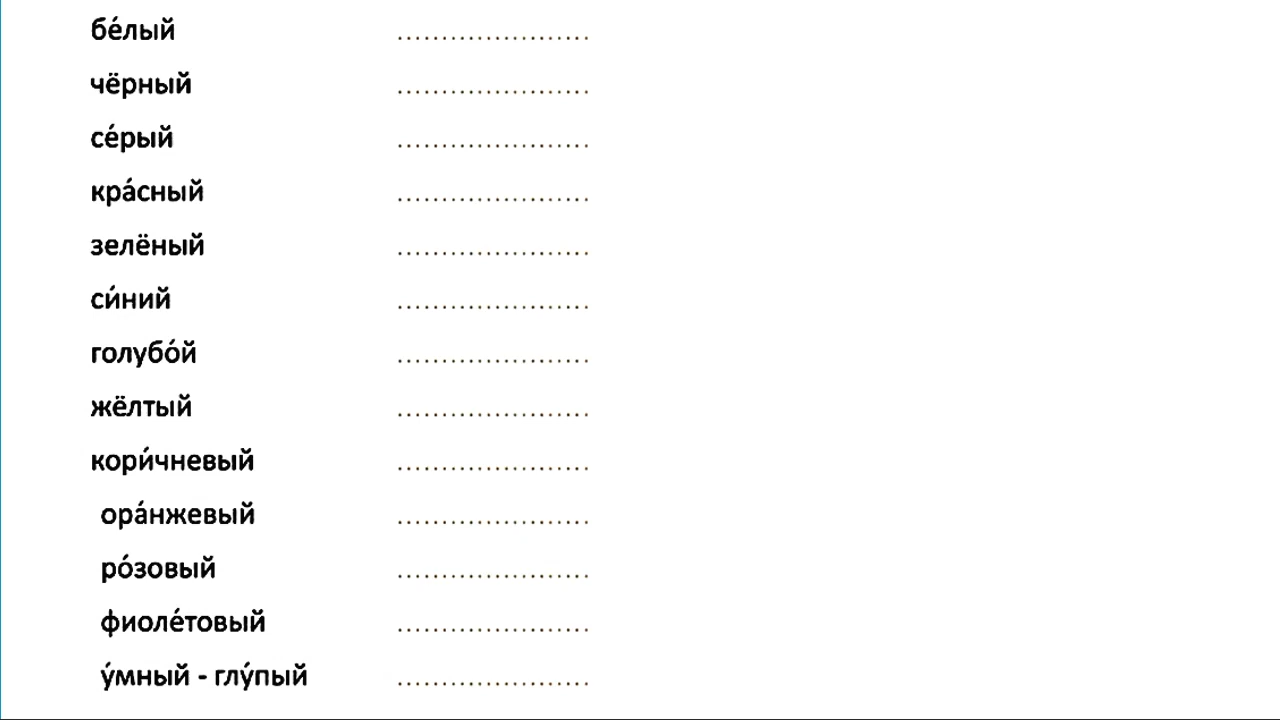 бе́лый .....................
чёрный .....................
се́рый .....................
кра́сный .....................
зелёный .....................
си́ний .....................
голубо́й .....................
жёлтый .....................
кори́чневый .....................
ора́нжевый .....................
ро́зовый .....................
фиоле́товый .....................
у́мный - глу́пый .....................